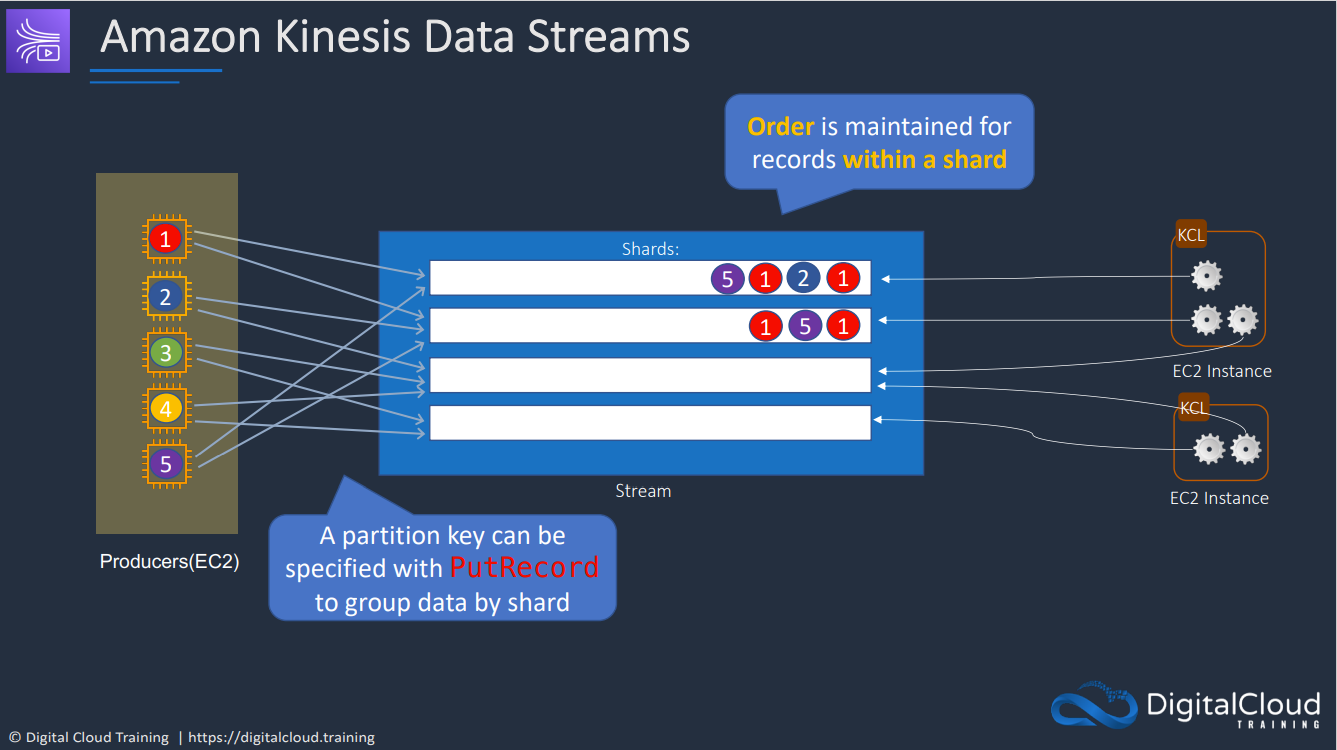 Amazon Kinesis Data Streams
Order is maintained for
records within a shard
1
2
3
4
5
Producers(EC2)
Shards:
5 1 2 1
1 5 1
Stream
A partition key can be
specified with PutRecord
to group data by shard
KCL
EC2 Instance
KCL
EC2 Instance
DigitalCloud
TRAINING
© Digital Cloud Training | https://digitalcloud.training